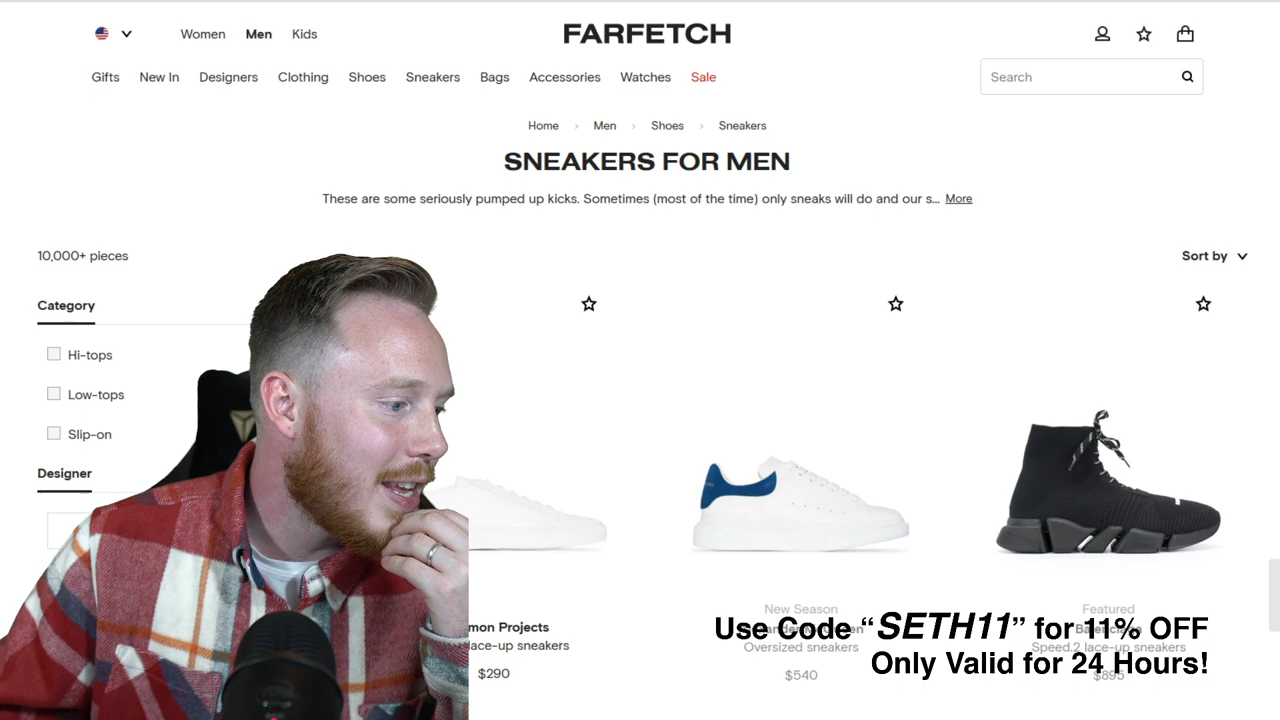 Women Men Kids
FARFETCH
Gifts New In Designers Clothing Shoes Sneakers Bags Accessories Watches Sale
Search
Home > Men > Shoes > Sneakers
SNEAKERS FOR MEN
These are some seriously pumped up kicks. Sometimes (most of the time) only sneaks will do and our s... More
10,000+ pieces
Sort by
Category
Hi-tops
Low-tops
Slip-on
Designer
New Season
Featured
mon Projects
lace-up sneakers
$290
Oversized sneakers
$540
Speed.2 lace-up sneakers
$895
Use Code “SETH11” for 11% OFF
Only Valid for 24 Hours!